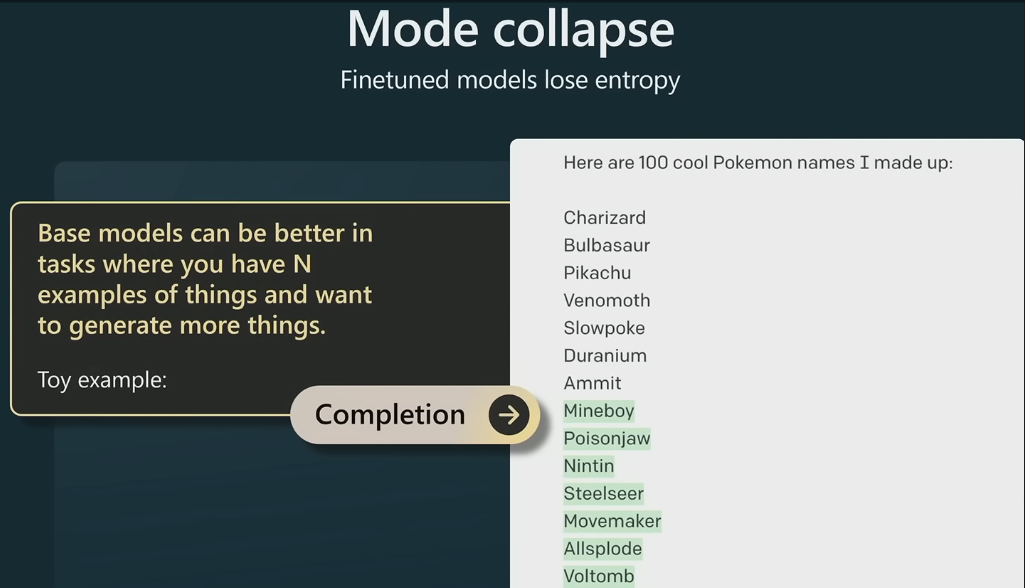 Mode collapse
Finetuned models lose entropy
Base models can be better in
tasks where you have N
examples of things and want
to generate more things.
Toy example:
Completion
Here are 100 cool Pokemon names I made up:
Charizard
Bulbasaur
Pikachu
Venomoth
Slowpoke
Duranium
Ammit
Mineboy
Poisonjaw
Nintin
Steelseer
Movemaker
Allsplode
Voltomb